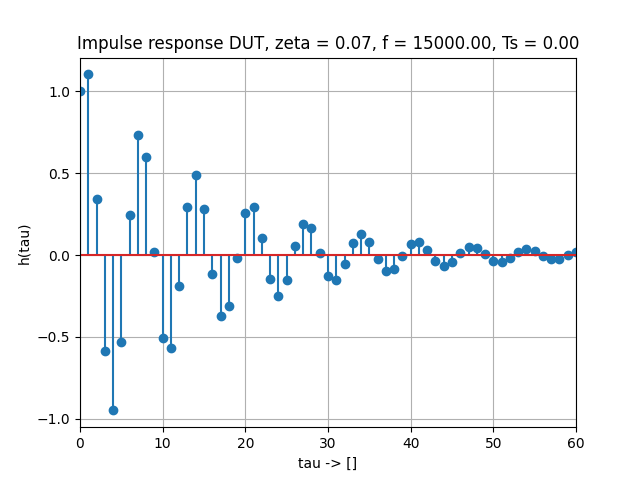 Impulse response DUT, zeta = 0.07, f = 15000.00, Ts = 0.00
1.0
0.5
0.0
−0.5
−1.0
h(tau)
0 10 20 30 40 50 60
tau -> []